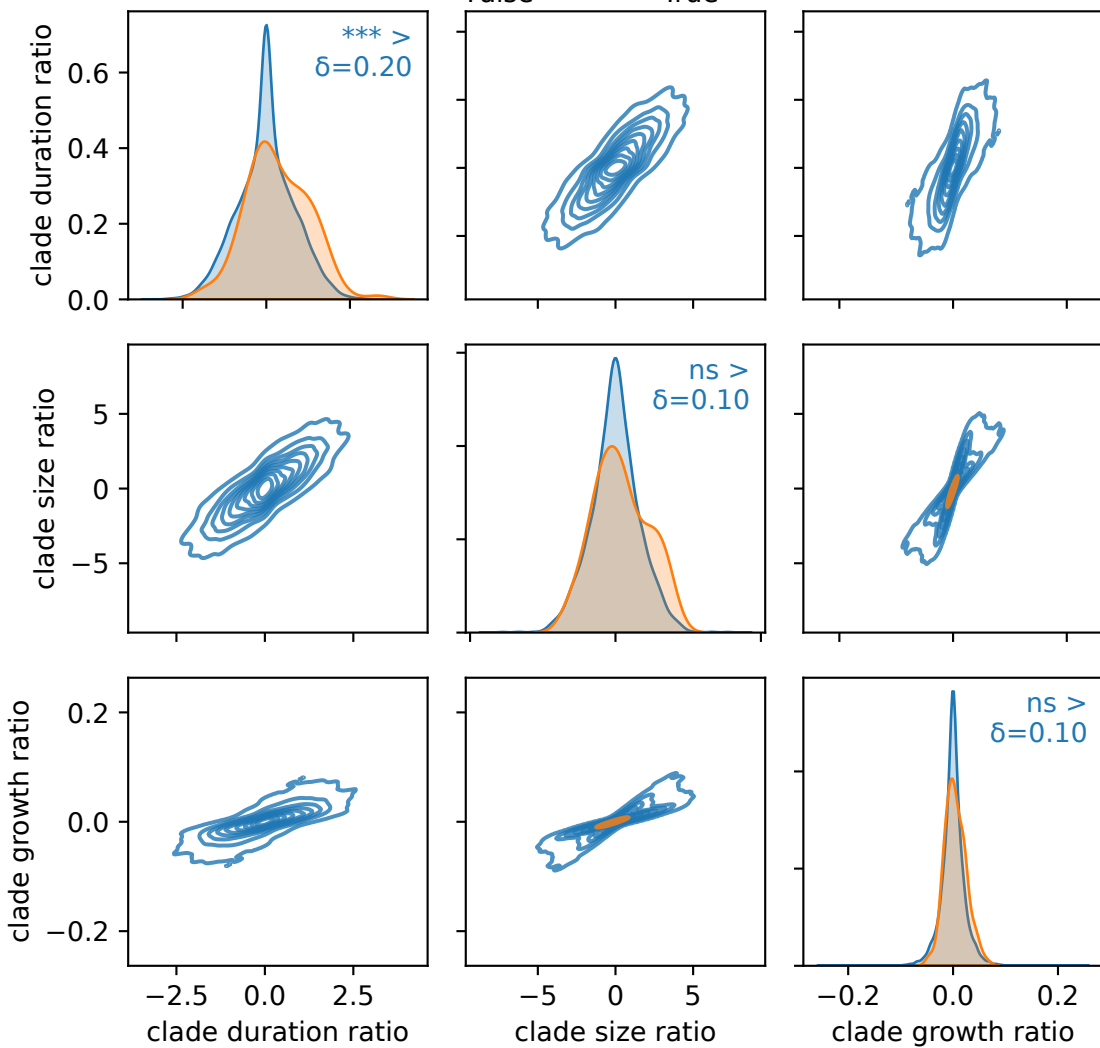 clade duration ratio
0.6
0.4
0.2
0.0
*** >
δ=0.20
clade size ratio
5
0
−5
ns >
δ=0.10
clade growth ratio
0.2
0.0
−0.2
ns >
δ=0.10
−2.5 0.0 2.5
−5 0 5
−0.2 0.0 0.2
clade duration ratio
clade size ratio
clade growth ratio